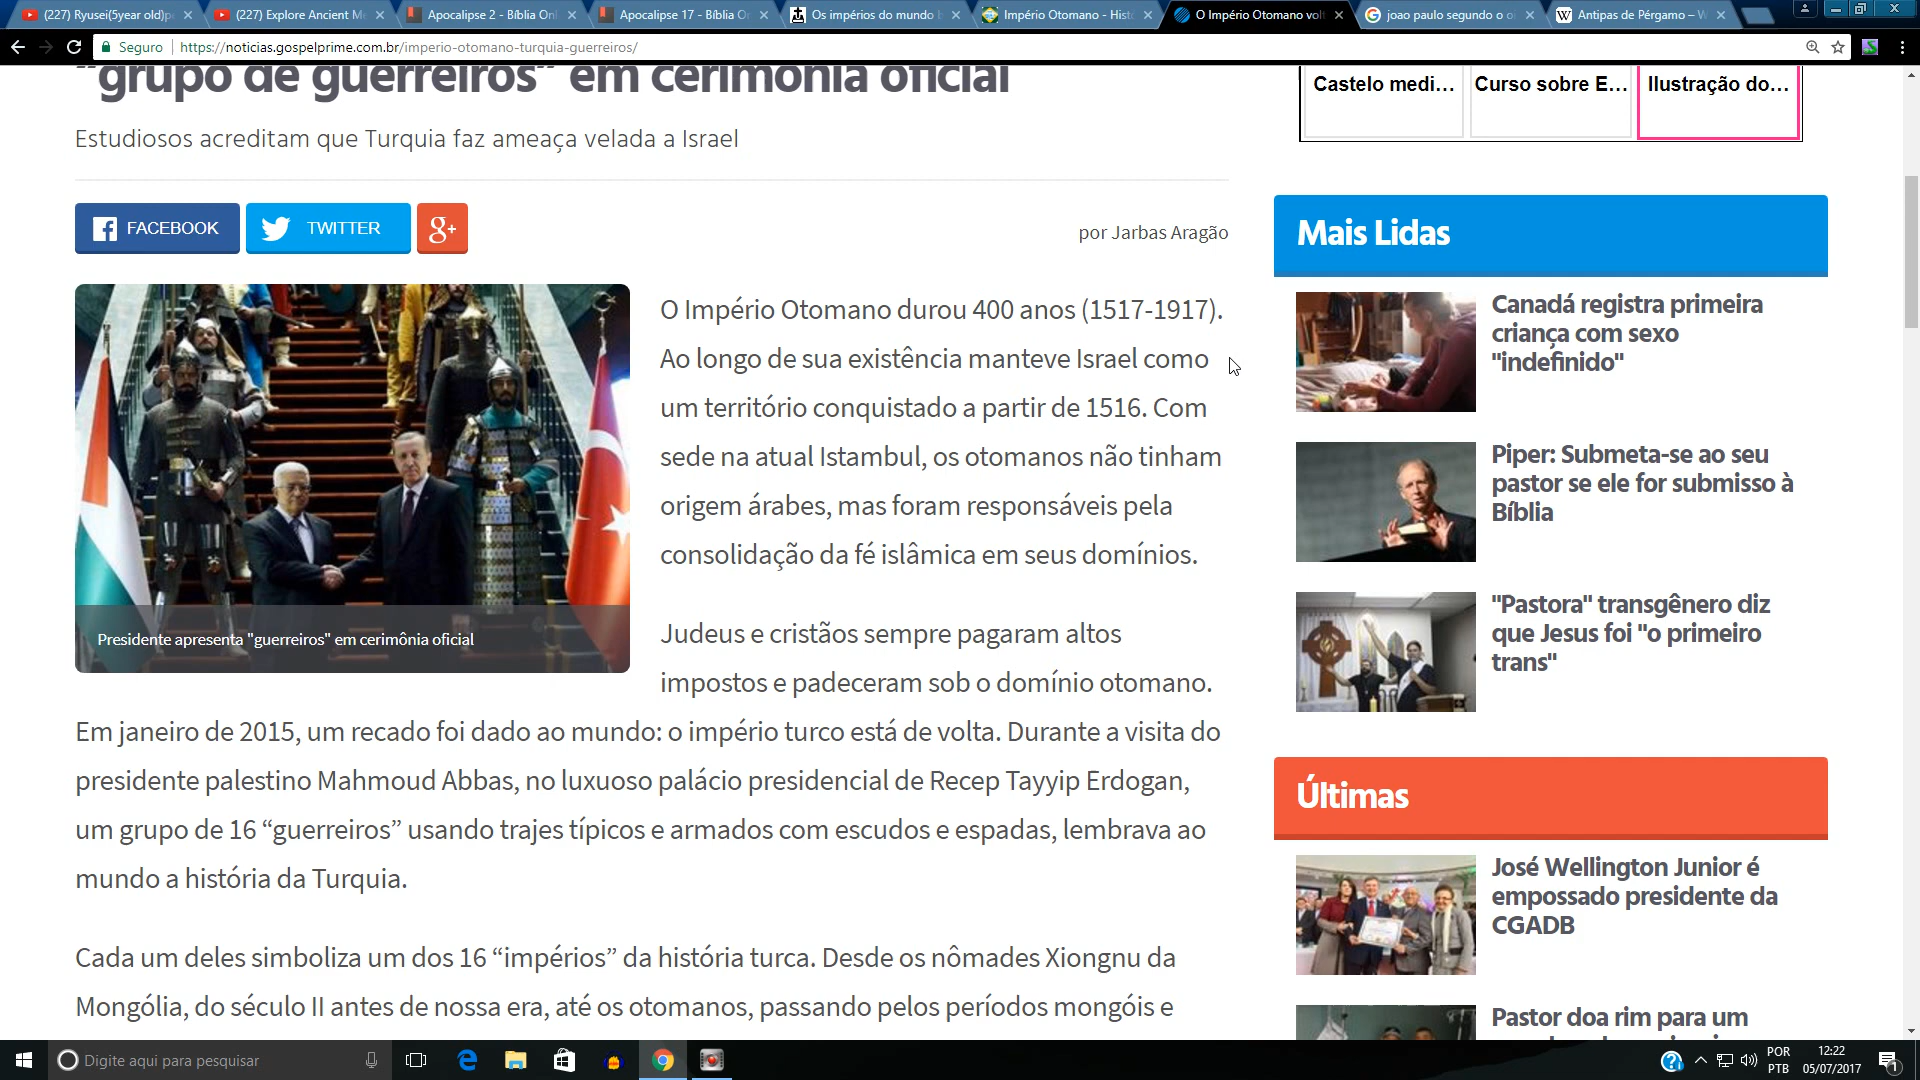 (227) Ryusei(5year old)
(227) Explore Ancient M
Apocalipse 2 - Bíblia Onl
Apocalipse 17 - Bíblia O
Os impérios do mundo
Império Otomano - Hist
O Império Otomano vol
joao paulo segundo o
Antipas de Pérgamo –
Seguro
https://noticias.gospelprime.com.br/imperio-otomano-turquia-guerreiros/
"grupo de guerreiros" em cerimônia oficial
Estudiosos acreditam que Turquia faz ameaça velada a Israel
FACEBOOK
TWITTER
g+
por Jarbas Aragão
Presidente apresenta "guerreiros" em cerimônia oficial
O Império Otomano durou 400 anos (1517-1917).
Ao longo de sua existência manteve Israel como
um território conquistado a partir de 1516. Com
sede na atual Istambul, os otomanos não tinham
origem árabes, mas foram responsáveis pela
consolidação da fé islâmica em seus domínios.
Judeus e cristãos sempre pagaram altos
impostos e padeceram sob o domínio otomano.
Em janeiro de 2015, um recado foi dado ao mundo: o império turco está de volta. Durante a visita do
presidente palestino Mahmoud Abbas, no luxuoso palácio presidencial de Recep Tayyip Erdogan,
um grupo de 16 “guerreiros” usando trajes típicos e armados com escudos e espadas, lembrava ao
mundo a história da Turquia.
Cada um deles simboliza um dos 16 “impérios” da história turca. Desde os nômades Xiongnu da
Mongólia, do século II antes de nossa era, até os otomanos, passando pelos períodos mongóis e
Castelo medi...
Curso sobre E...
Ilustração do...
Mais Lidas
Canadá registra primeira
criança com sexo
"indefinido"
Piper: Submeta-se ao seu
pastor se ele for submisso à
Bíblia
"Pastora" transgênero diz
que Jesus foi "o primeiro
trans"
Últimas
José Wellington Junior é
empossado presidente da
CGADB
Pastor doa rim para um
Digite aqui para pesquisar
POR
PTB
12:22
05/07/2017
1